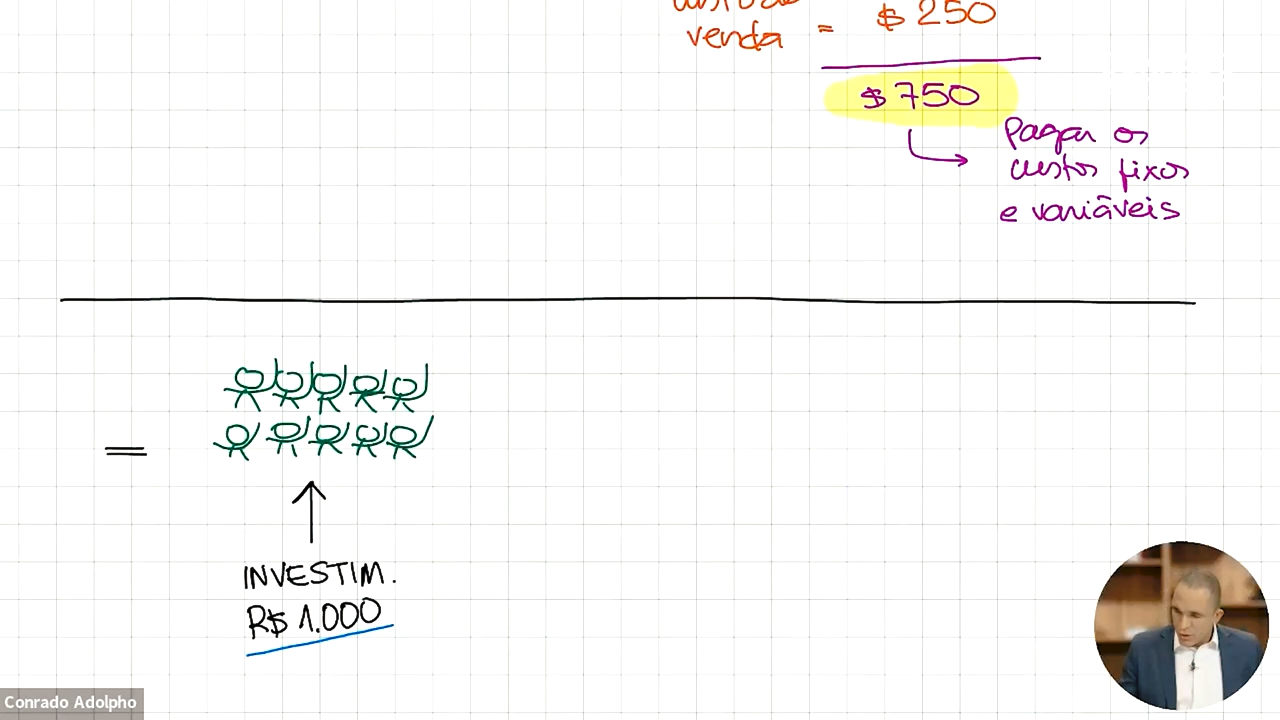 venda = $ 250
$ 750
Pagar os
custos fixos
e variáveis
=
INVESTIM.
R$ 1.000
Conrado Adolpho